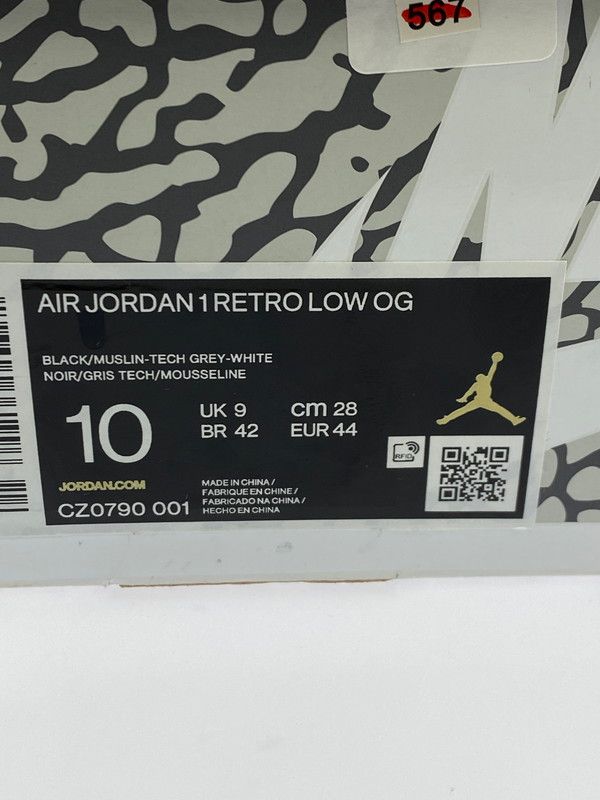 567
AIR JORDAN 1 RETRO LOW OG
BLACK/MUSLIN-TECH GREY-WHITE
NOIR/GRIS TECH/MOUSSELINE
10
UK 9 cm 28
BR 42 EUR 44
RFID
JORDAN.COM
CZ0790 001
MADE IN CHINA /
FABRIQUE EN CHINE /
FABRICADO NA CHINA /
HECHO EN CHINA